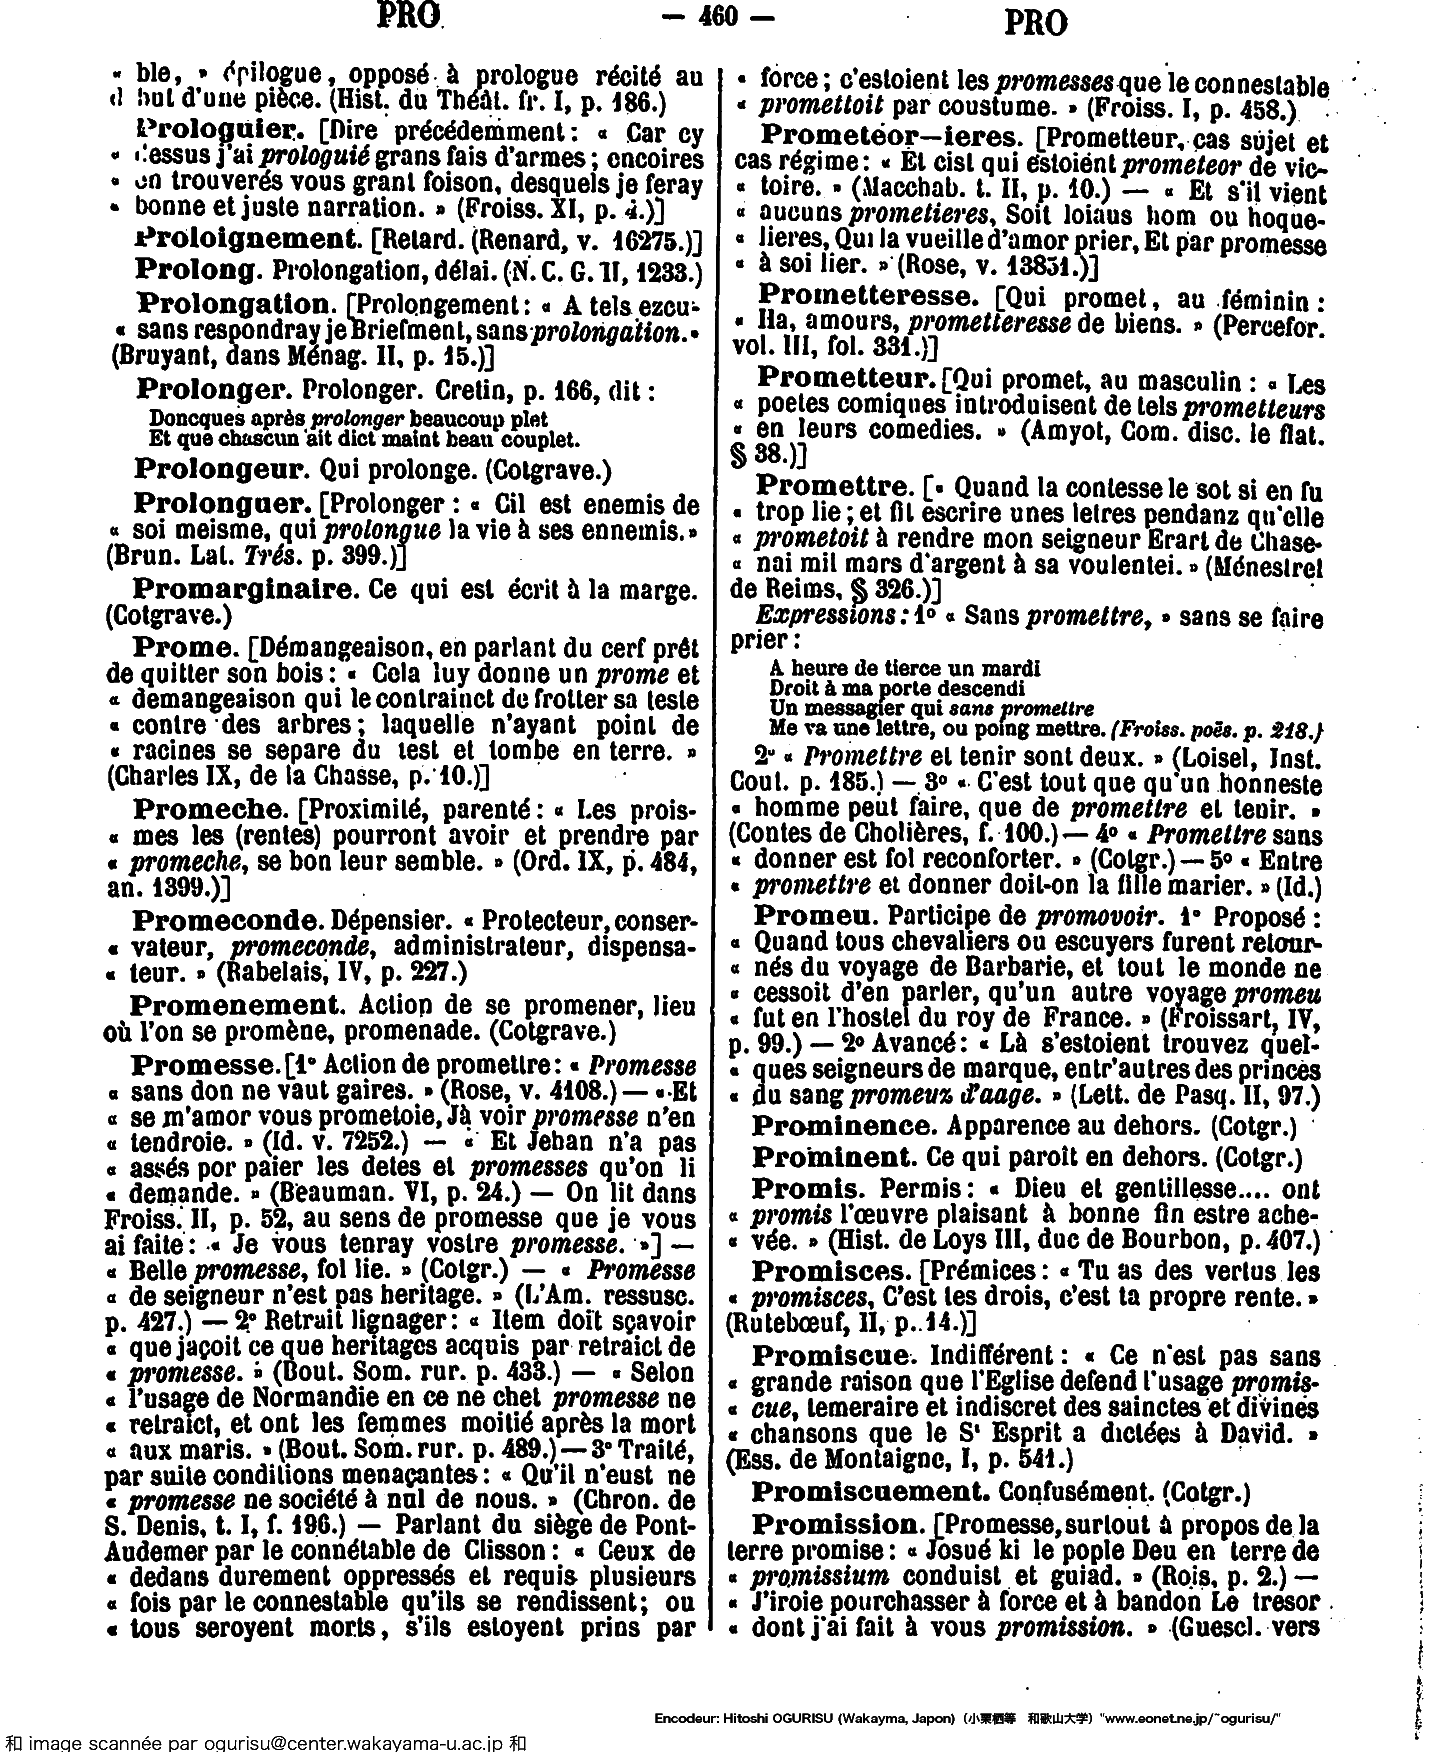 PRO
— 460 —
PRO
« ble, » épilogue, opposé à prologue récité au
d but d'une pièce. (Hist. du Théât. fr. I, p. 186.)
Prologuier. [Dire précédemment : « Car cy
« dessus j'ai prologuié grans fais d'armes ; encoires
« en trouverés vous grant foison, desquels je feray
« bonne et juste narration. » (Froiss. XI, p. 4.)]
Proloignement. [Retard. (Renard, v. 16275.)]
Prolong. Prolongation, délai. (N. C. G. II, 1233.)
Prolongation. [Prolongement : « A tels ezcu-
« sans respondray je Briefment, sans prolongation. »
(Bruyant, dans Ménag. II, p. 15.)]
Prolonger. Prolonger. Cretin, p. 166, dit :
Doncques après prolonger beaucoup plet
Et que chascun ait dict maint beau couplet.
Prolongeur. Qui prolonge. (Cotgrave.)
Prolonguer. [Prolonger : « Cil est enemis de
« soi meisme, qui prolongue la vie à ses ennemis. »
(Brun. Lat. Trés. p. 399.)]
Promarginaire. Ce qui est écrit à la marge.
(Cotgrave.)
Prome. [Démangeaison, en parlant du cerf prêt
de quitter son bois : « Cela luy donne un prome et
« demangeaison qui le contrainct de frotter sa teste
« contre des arbres ; laquelle n'ayant point de
« racines se separe du test et tombe en terre. »
(Charles IX, de la Chasse, p. 10.)]
Promeche. [Proximité, parenté : « Les prois-
« mes les (rentes) pourront avoir et prendre par
« promeche, se bon leur semble. » (Ord. IX, p. 484,
an. 1399.)]
Promeconde. Dépensier. « Protecteur, conser-
« vateur, promeconde, administrateur, dispensa-
« teur. » (Rabelais, IV, p. 227.)
Promenement. Action de se promener, lieu
où l'on se promène, promenade. (Cotgrave.)
Promesse. [1° Action de promettre : « Promesse
« sans don ne vaut gaires. » (Rose, v. 4108.) — « Et
« se m'amor vous prometoie, Jà voir promesse n'en
« tendroie. » (Id. v. 7252.) — « Et Jehan n'a pas
« assés por paier les detes et promesses qu'on li
« demande. » (Beauman. VI, p. 24.) — On lit dans
Froiss. II, p. 52, au sens de promesse que je vous
ai faite : « Je vous tenray vostre promesse. »] —
« Belle promesse, fol lie. » (Cotgr.) — « Promesse
« de seigneur n'est pas heritage. » (L'Am. ressusc.
p. 427.) — 2° Retrait lignager : « Item doit sçavoir
« que jaçoit ce que heritages acquis par retraict de
« promesse. » (Bout. Som. rur. p. 433.) — « Selon
« l'usage de Normandie en ce ne chet promesse ne
« retraict, et ont les femmes moitié après la mort
« aux maris. » (Bout. Som. rur. p. 489.) — 3° Traité,
par suite conditions menaçantes : « Qu'il n'eust ne
« promesse ne société à nul de nous. » (Chron. de
S. Denis, t. I, f. 196.) — Parlant du siège de Pont-
Audemer par le connétable de Clisson : « Ceux de
« dedans durement oppressés et requis plusieurs
« fois par le connestable qu'ils se rendissent ; ou
« tous seroyent morts, s'ils estoyent prins par
« force ; c'estoient les promesses que le connestable
« promettoit par coustume. » (Froiss. I, p. 458.)
Prometeor—ieres. [Prometteur, cas sujet et
cas régime : « Et cist qui estoient prometeor de vic-
« toire. » (Macchab. t. II, p. 10.) — « Et s'il vient
« aucuns prometieres, Soit loiaus hom ou hoque-
« lieres, Qui la vueille d'amor prier, Et par promesse
« à soi lier. » (Rose, v. 13831.)]
Prometteresse. [Qui promet, au féminin :
« Ha, amours, prometteresse de biens. » (Percefor.
vol. III, fol. 331.)]
Prometteur. [Qui promet, au masculin : « Les
« poetes comiques introduisent de tels prometteurs
« en leurs comedies. » (Amyot, Com. disc. le flat.
§ 38.)]
Promettre. [« Quand la contesse le sot si en fu
« trop lie ; et fit escrire unes letres pendanz qu'elle
« prometoit à rendre mon seigneur Erart de Chase-
« nai mil mars d'argent à sa voulentei. » (Ménestrel
de Reims, § 326.)]
Expressions : 1° « Sans promettre, » sans se faire
prier :
A heure de tierce un mardi
Droit à ma porte descendi
Un messagier qui sans promettre
Me va une lettre, ou poing mettre. (Froiss. poës. p. 218.)
2° « Promettre et tenir sont deux. » (Loisel, Inst.
Cout. p. 185.) — 3° « C'est tout que qu'un honneste
« homme peut faire, que de promettre et tenir. »
(Contes de Cholières, f. 100.) — 4° « Promettre sans
« donner est fol reconforter. » (Cotgr.) — 5° « Entre
« promettre et donner doit-on la fille marier. » (Id.)
Promeu. Participe de promovoir. 1° Proposé :
« Quand tous chevaliers ou escuyers furent retour-
« nés du voyage de Barbarie, et tout le monde ne
« cessoit d'en parler, qu'un autre voyage promeu
« fut en l'hostel du roy de France. » (Froissart, IV,
p. 99.) — 2° Avancé : « Là s'estoient trouvez quel-
« ques seigneurs de marque, entr'autres des princes
« du sang promeuz d'aage. » (Lett. de Pasq. II, 97.)
Prominence. Apparence au dehors. (Cotgr.)
Prominent. Ce qui paroît en dehors. (Cotgr.)
Promis. Permis : « Dieu et gentillesse.... ont
« promis l'œuvre plaisant à bonne fin estre ache-
« vée. » (Hist. de Loys III, duc de Bourbon, p. 407.)
Promisces. [Prémices : « Tu as des vertus les
« promisces, C'est les drois, c'est ta propre rente. »
(Rutebœuf, II, p. 14.)]
Promiscue. Indifférent : « Ce n'est pas sans
« grande raison que l'Eglise defend l'usage promis-
« cue, temeraire et indiscret des sainctes et divines
« chansons que le St Esprit a dictées à David. »
(Ess. de Montaigne, I, p. 541.)
Promiscuement. Confusément. (Cotgr.)
Promission. [Promesse, surtout à propos de la
terre promise : « Josué ki le pople Deu en terre de
« promissium conduist et guiad. » (Rois, p. 2.) —
« J'iroie pourchasser à force et à bandon Le tresor
« dont j'ai fait à vous promission. » (Guescl. vers
Encodeur: Hitoshi OGURISU (Wakayma, Japon) (小栗栖等 和歌山大学) "www.eonet.ne.jp/~ogurisu/"
和 image scannée par ogurisu@center.wakayama-u.ac.jp 和